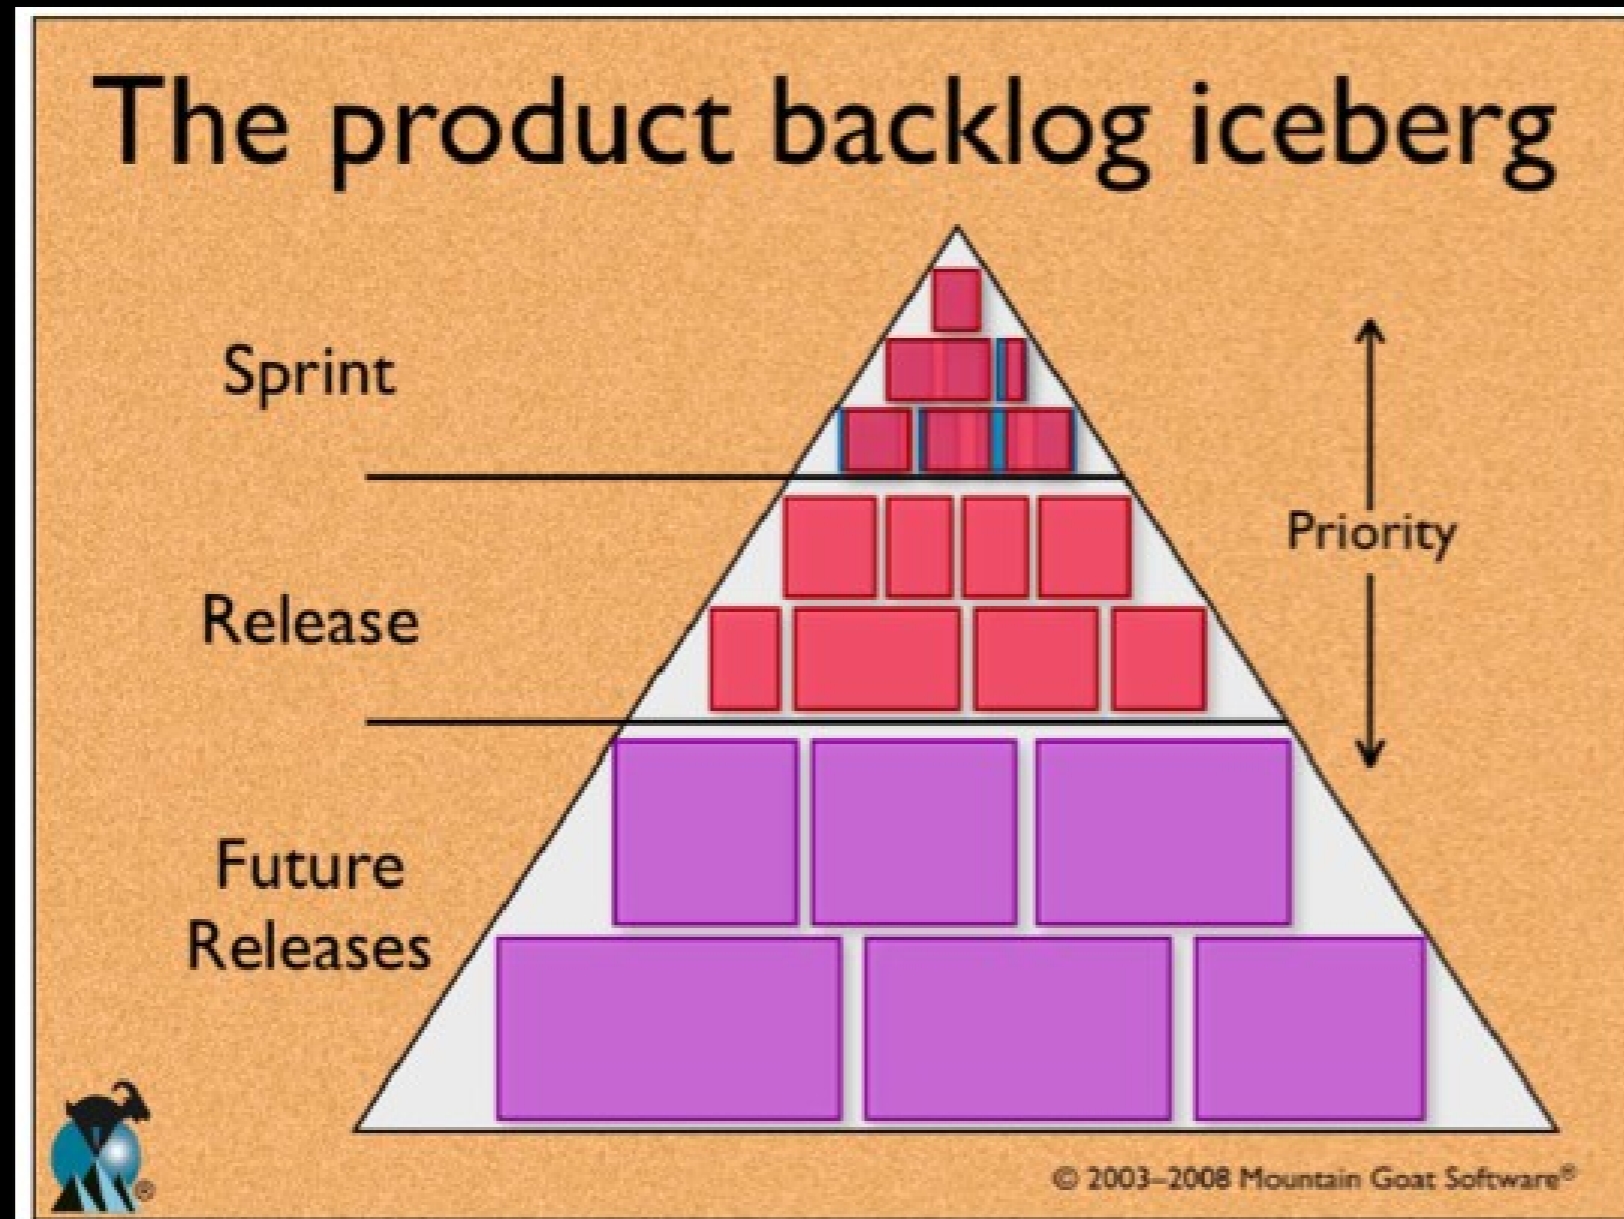 The product backlog iceberg
Sprint
Priority
Release
Future
Releases
© 2003–2008 Mountain Goat Software®
®